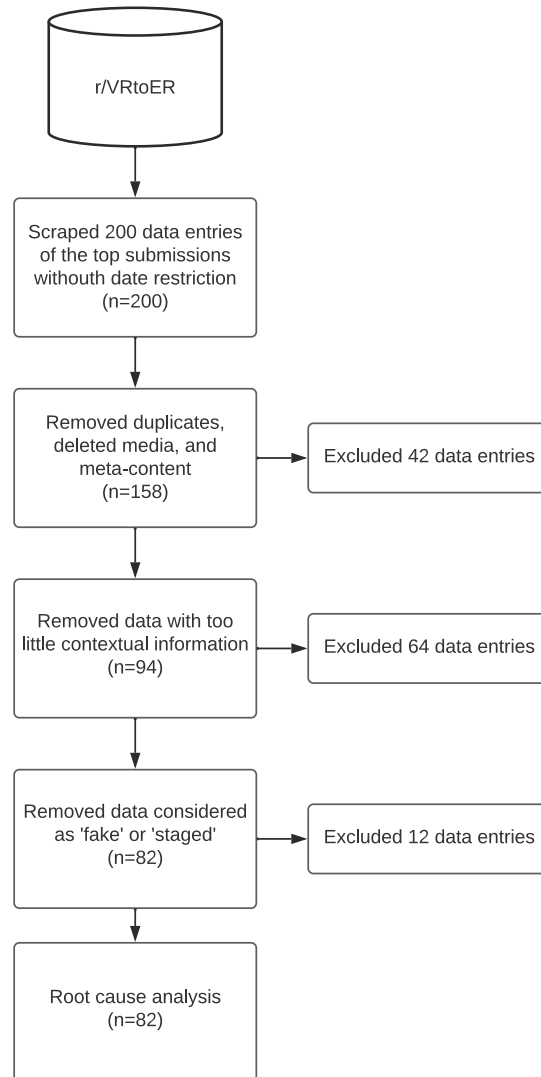 r/VRtoER
Scraped 200 data entries
of the top submissions
withouth date restriction
(n=200)
Removed duplicates,
deleted media, and
meta-content
(n=158)
Excluded 42 data entries
Removed data with too
little contextual information
(n=94)
Excluded 64 data entries
Removed data considered
as 'fake' or 'staged'
(n=82)
Excluded 12 data entries
Root cause analysis
(n=82)